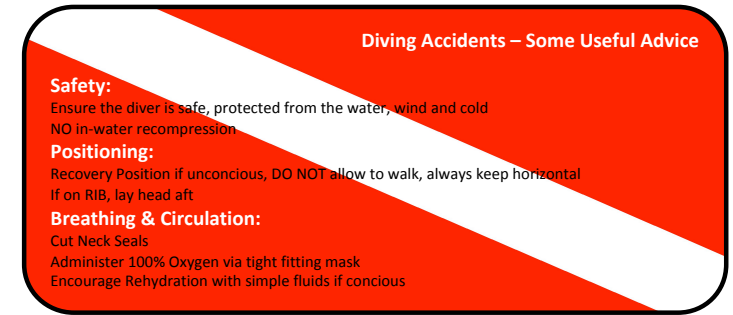 Diving Accidents – Some Useful Advice
Safety:
Ensure the diver is safe, protected from the water, wind and cold
NO in-water recompression
Positioning:
Recovery Position if unconcious, DO NOT allow to walk, always keep horizontal
If on RIB, lay head aft
Breathing & Circulation:
Cut Neck Seals
Administer 100% Oxygen via tight fitting mask
Encourage Rehydration with simple fluids if concious